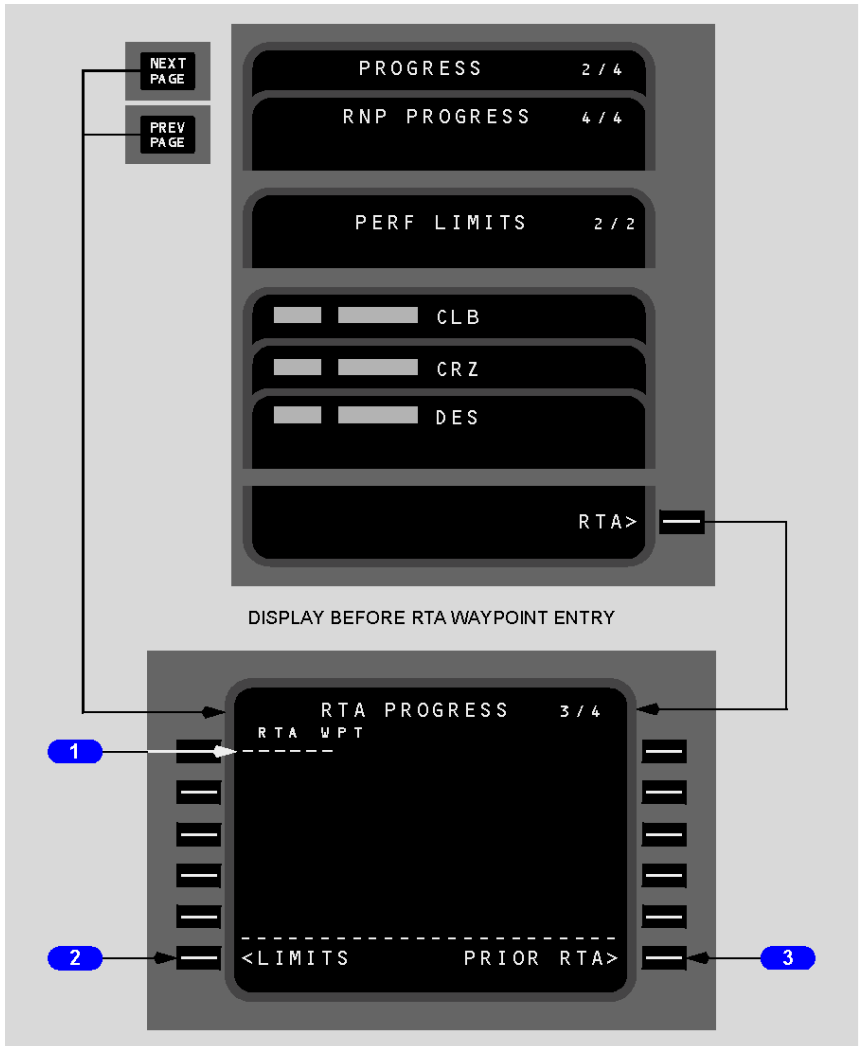 NEXT
PAGE
PREV
PAGE
PROGRESS 2/4
RNP PROGRESS 4/4
PERF LIMITS 2/2
CLB
CRZ
DES
RTA>
DISPLAY BEFORE RTA WAYPOINT ENTRY
RTA PROGRESS 3/4
RTA WPT
1 ------
2 <LIMITS PRIOR RTA> 3